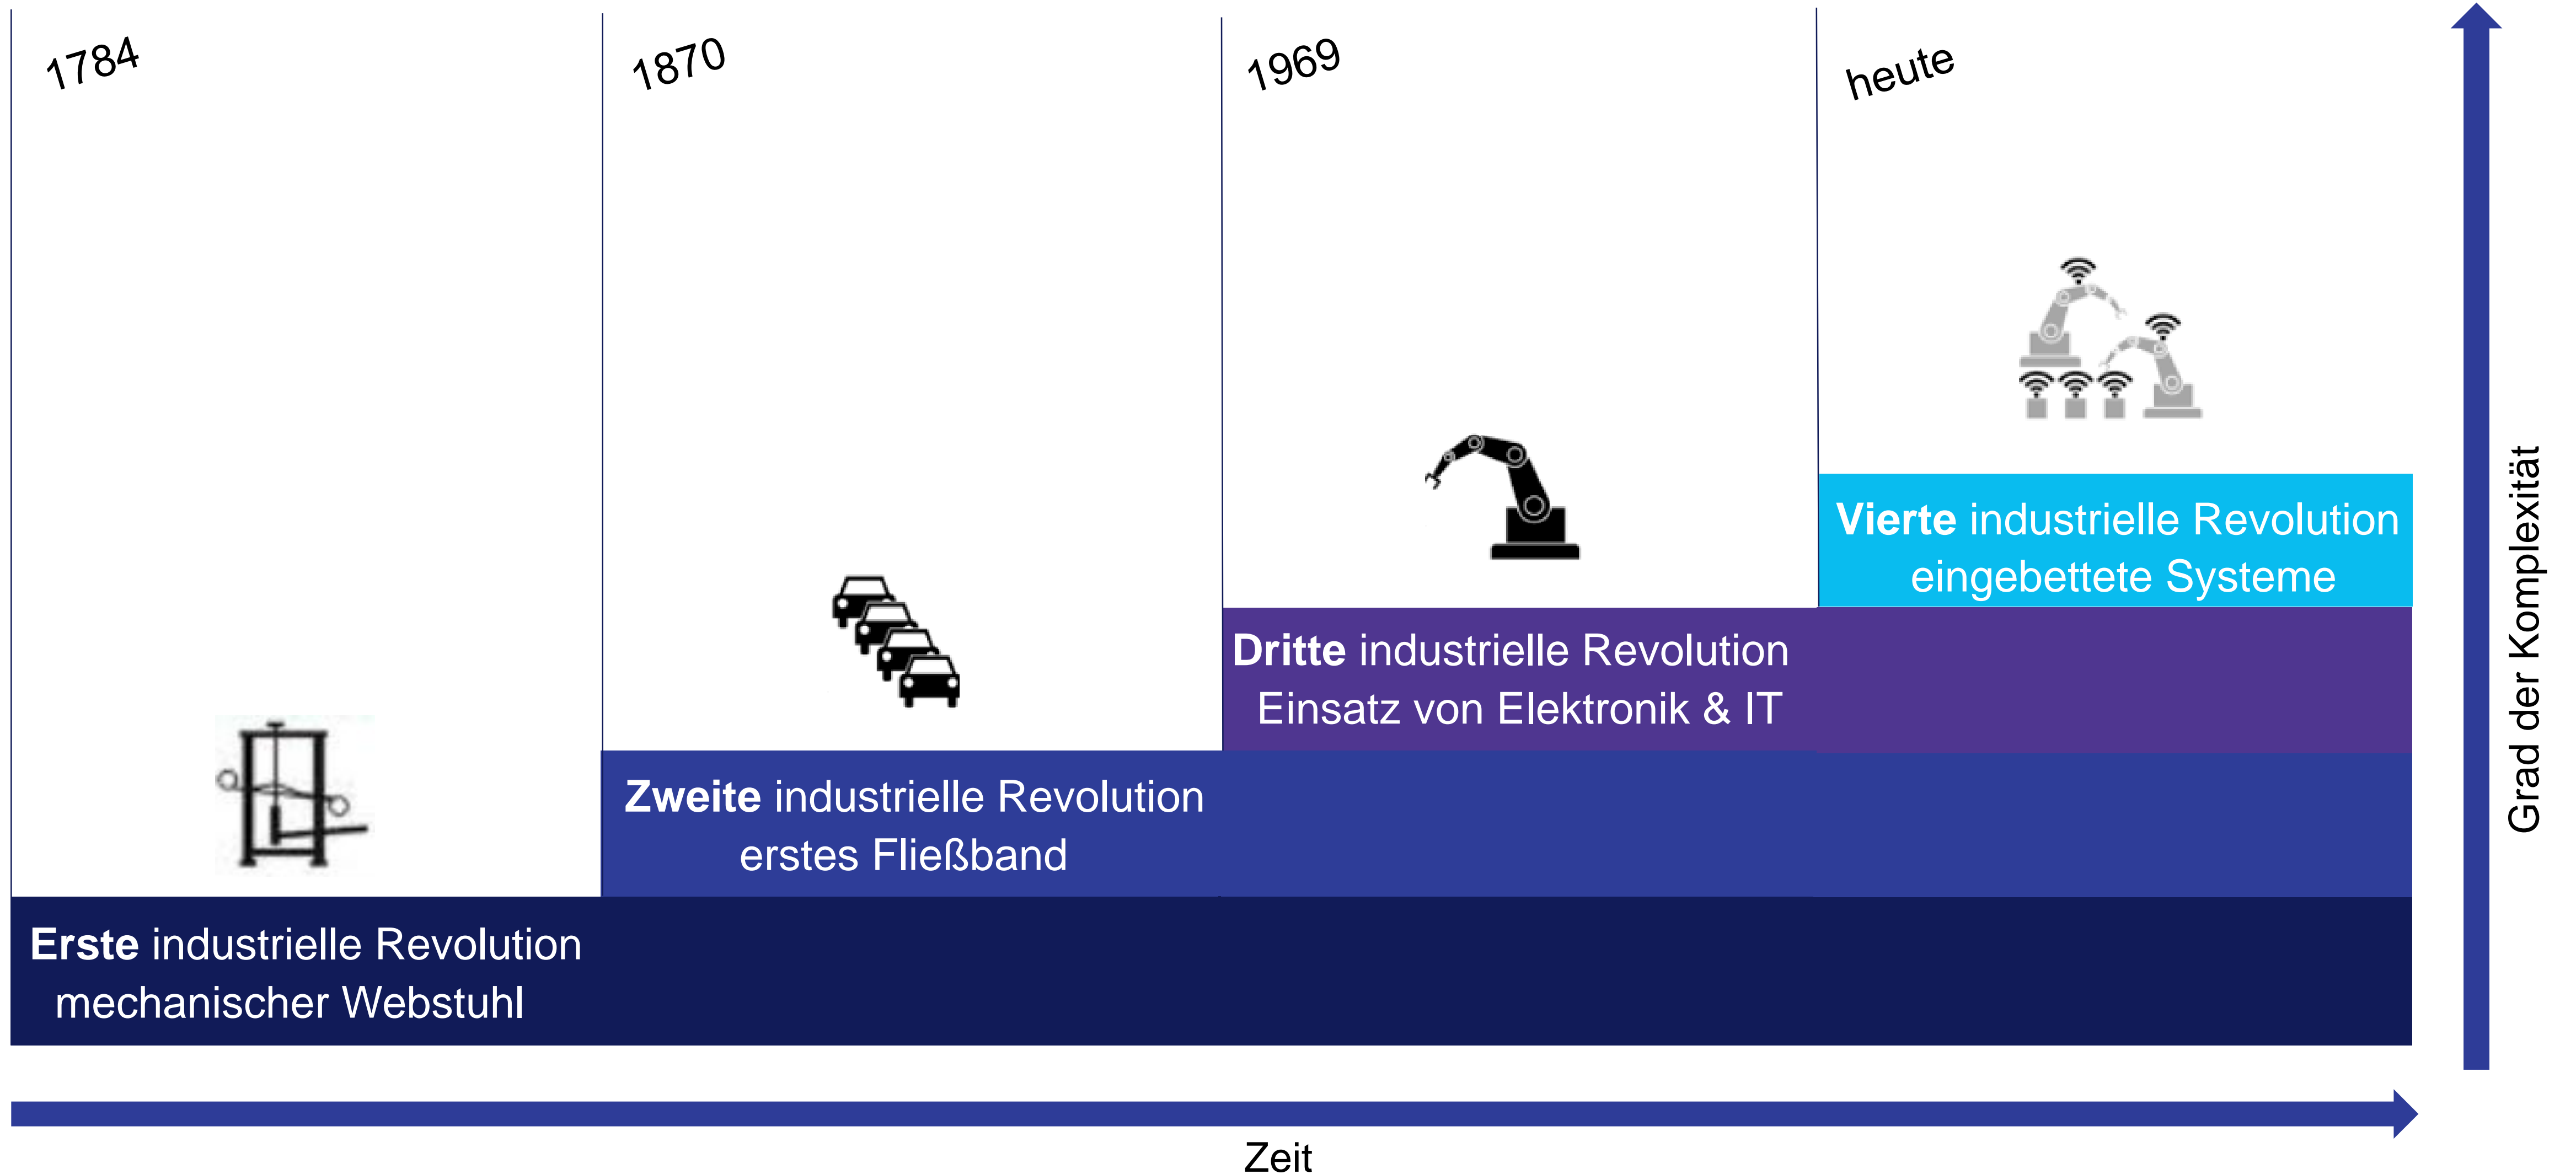 1784
1870
1969
heute
Vierte industrielle Revolution
eingebettete Systeme
Dritte industrielle Revolution
Einsatz von Elektronik & IT
Zweite industrielle Revolution
erstes Fließband
Erste industrielle Revolution
mechanischer Webstuhl
Grad der Komplexität
Zeit